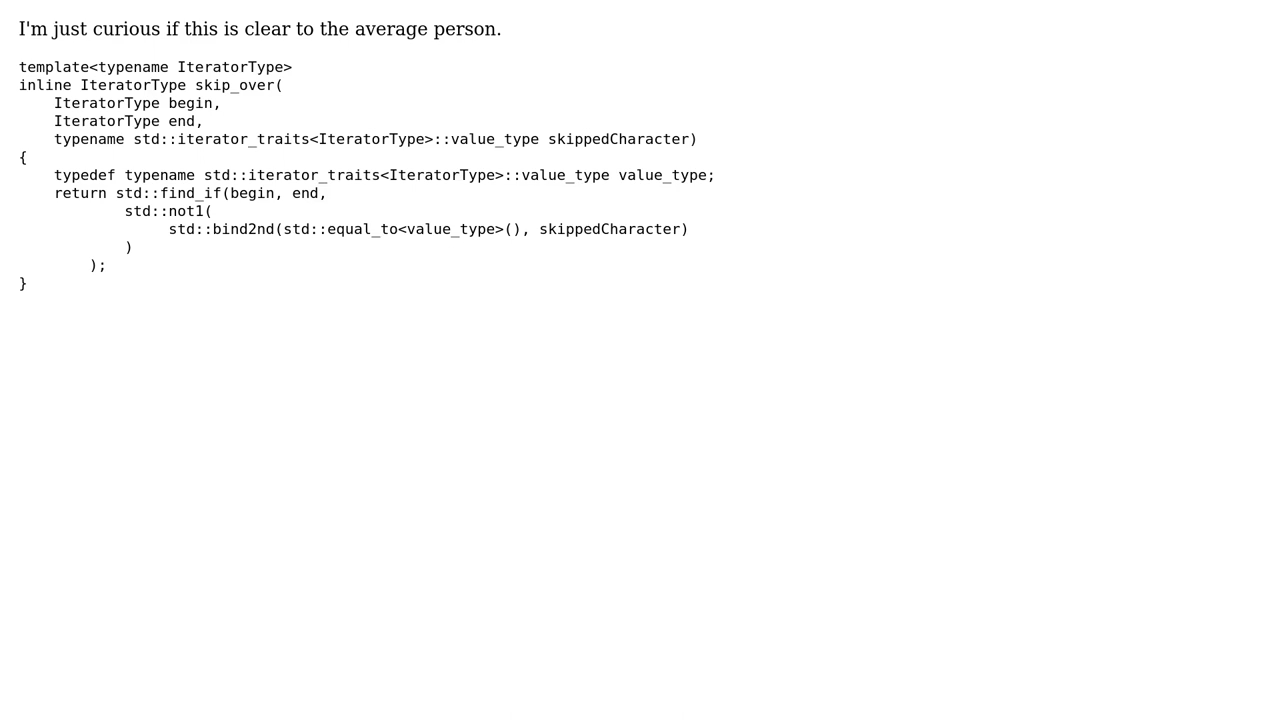 I'm just curious if this is clear to the average person.
template<typename IteratorType>
inline IteratorType skip_over(
    IteratorType begin,
    IteratorType end,
    typename std::iterator_traits<IteratorType>::value_type skippedCharacter)
{
    typedef typename std::iterator_traits<IteratorType>::value_type value_type;
    return std::find_if(begin, end,
            std::not1(
                 std::bind2nd(std::equal_to<value_type>(), skippedCharacter)
            )
        );
}